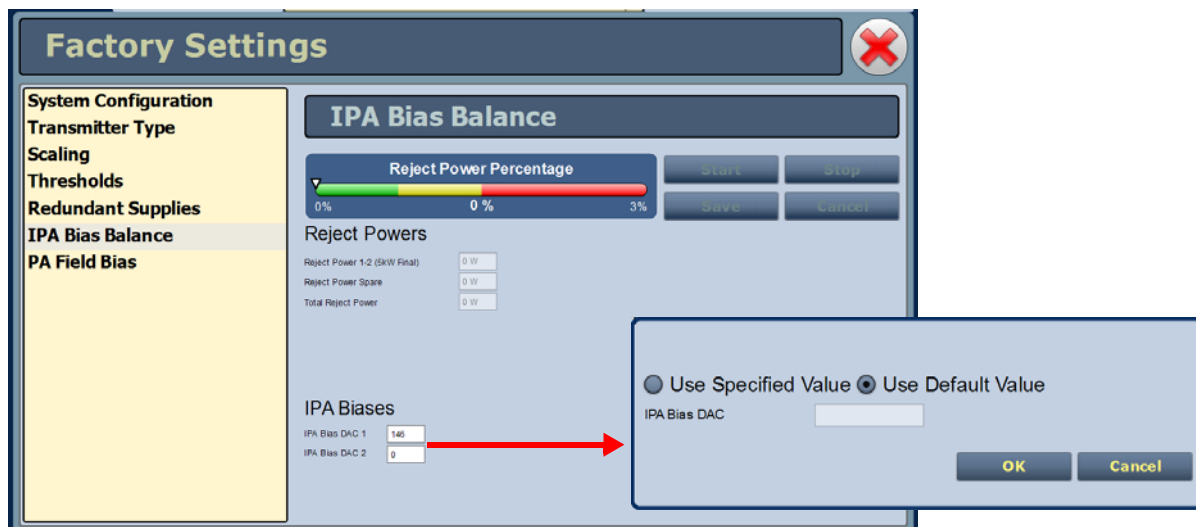 Factory Settings
System Configuration
Transmitter Type
Scaling
Thresholds
Redundant Supplies
IPA Bias Balance
PA Field Bias
IPA Bias Balance
Reject Power Percentage
0% 0 % 3%
Start Stop
Save Cancel
Reject Powers
Reject Power 1-2 (5kW Final) 0 W
Reject Power Spare 0 W
Total Reject Power 0 W
IPA Biases
IPA Bias DAC 1 146
IPA Bias DAC 2 0
Use Specified Value Use Default Value
IPA Bias DAC
OK Cancel